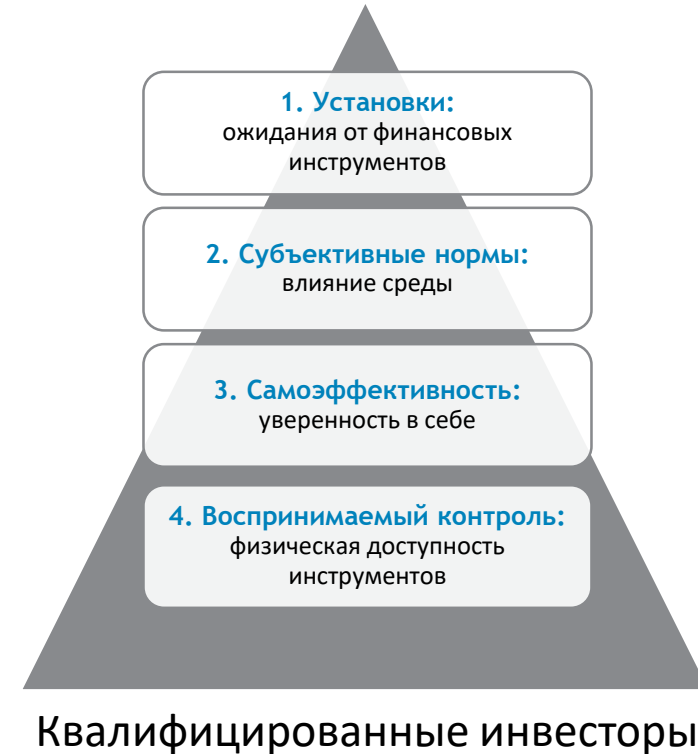 1. Установки:
ожидания от финансовых
инструментов
2. Субъективные нормы:
влияние среды
3. Самоэффективность:
уверенность в себе
4. Воспринимаемый контроль:
физическая доступность
инструментов
Квалифицированные инвесторы